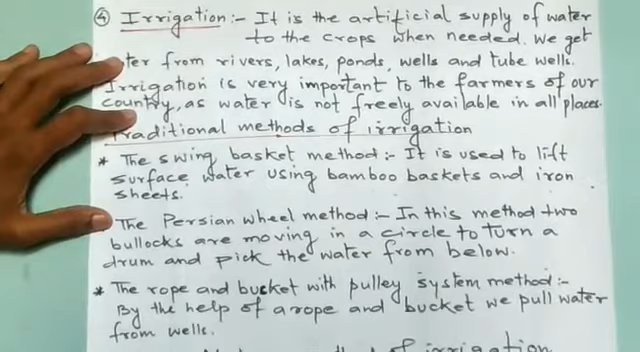 ④ Irrigation :- It is the artificial supply of water
to the crops when needed. We get
ter from rivers, lakes, ponds, wells and tube wells.
Irrigation is very important to the farmers of our
country, as water is not freely available in all places.
Traditional methods of irrigation
* The swing basket method :- It is used to lift
surface water using bamboo baskets and iron
sheets.
* The Persian wheel method :- In this method two
bullocks are moving in a circle to turn a
drum and pick the water from below.
* The rope and bucket with pulley system method :-
By the help of a rope and bucket we pull water
from wells.
of irrigation